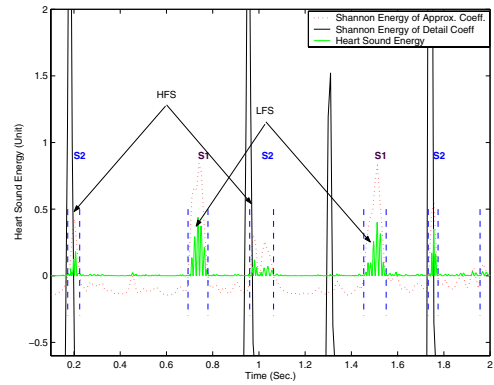 2
Shannon Energy of Approx. Coeff.
Shannon Energy of Detail Coeff
Heart Sound Energy
1.5
HFS
LFS
1
S2
S1
S2
S1
S2
Heart Sound Energy (Unit)
0.5
0
−0.5
0.2 0.4 0.6 0.8 1 1.2 1.4 1.6 1.8 2
Time (Sec.)